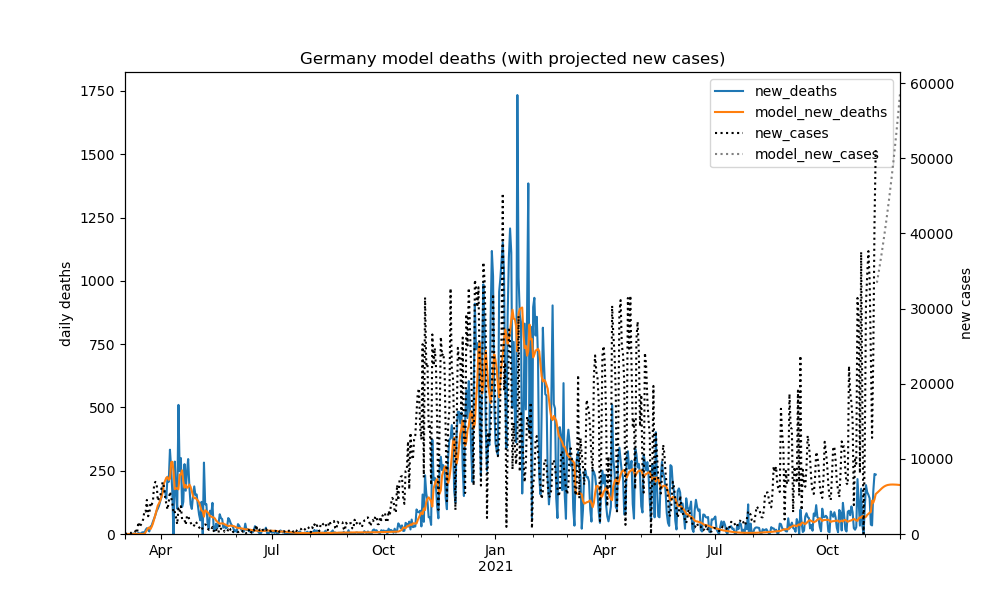 Germany model deaths (with projected new cases)
new_deaths
model_new_deaths
new_cases
model_new_cases
daily deaths
1750
1500
1250
1000
750
500
250
0
new cases
60000
50000
40000
30000
20000
10000
0
Apr
Jul
Oct
Jan
2021
Apr
Jul
Oct